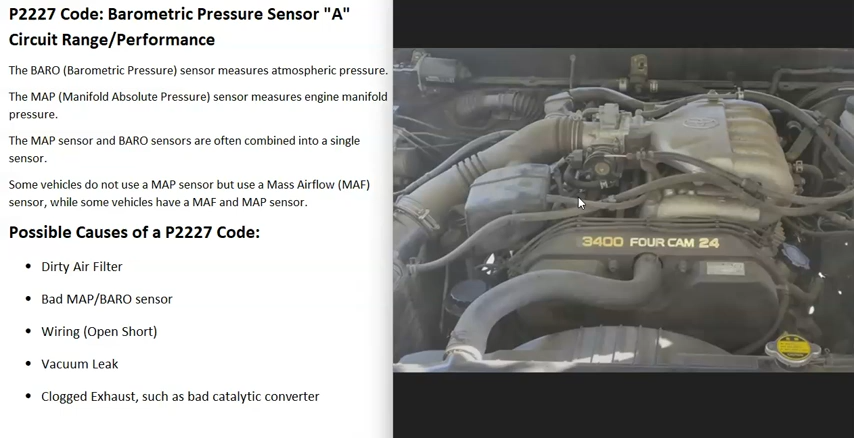 P2227 Code: Barometric Pressure Sensor "A"
Circuit Range/Performance
The BARO (Barometric Pressure) sensor measures atmospheric pressure.
The MAP (Manifold Absolute Pressure) sensor measures engine manifold
pressure.
The MAP sensor and BARO sensors are often combined into a single
sensor.
Some vehicles do not use a MAP sensor but use a Mass Airflow (MAF)
sensor, while some vehicles have a MAF and MAP sensor.
Possible Causes of a P2227 Code:
• Dirty Air Filter
• Bad MAP/BARO sensor
• Wiring (Open Short)
• Vacuum Leak
• Clogged Exhaust, such as bad catalytic converter
3400 FOUR CAM 24